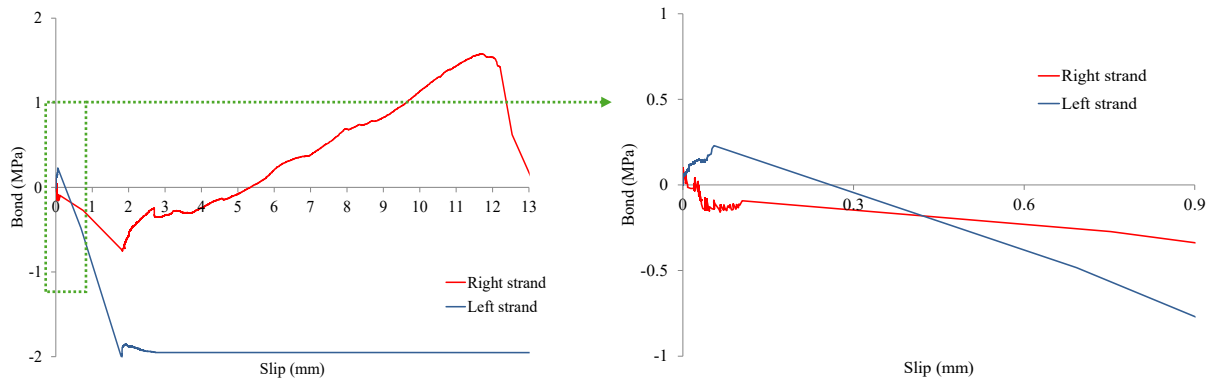 2
1
0
-1
-2
0 1 2 3 4 5 6 7 8 9 10 11 12 13
Bond (MPa)
Slip (mm)
Right strand
Left strand
1
0.5
0
-0.5
-1
0 0.3 0.6 0.9
Bond (MPa)
Slip (mm)
Right strand
Left strand